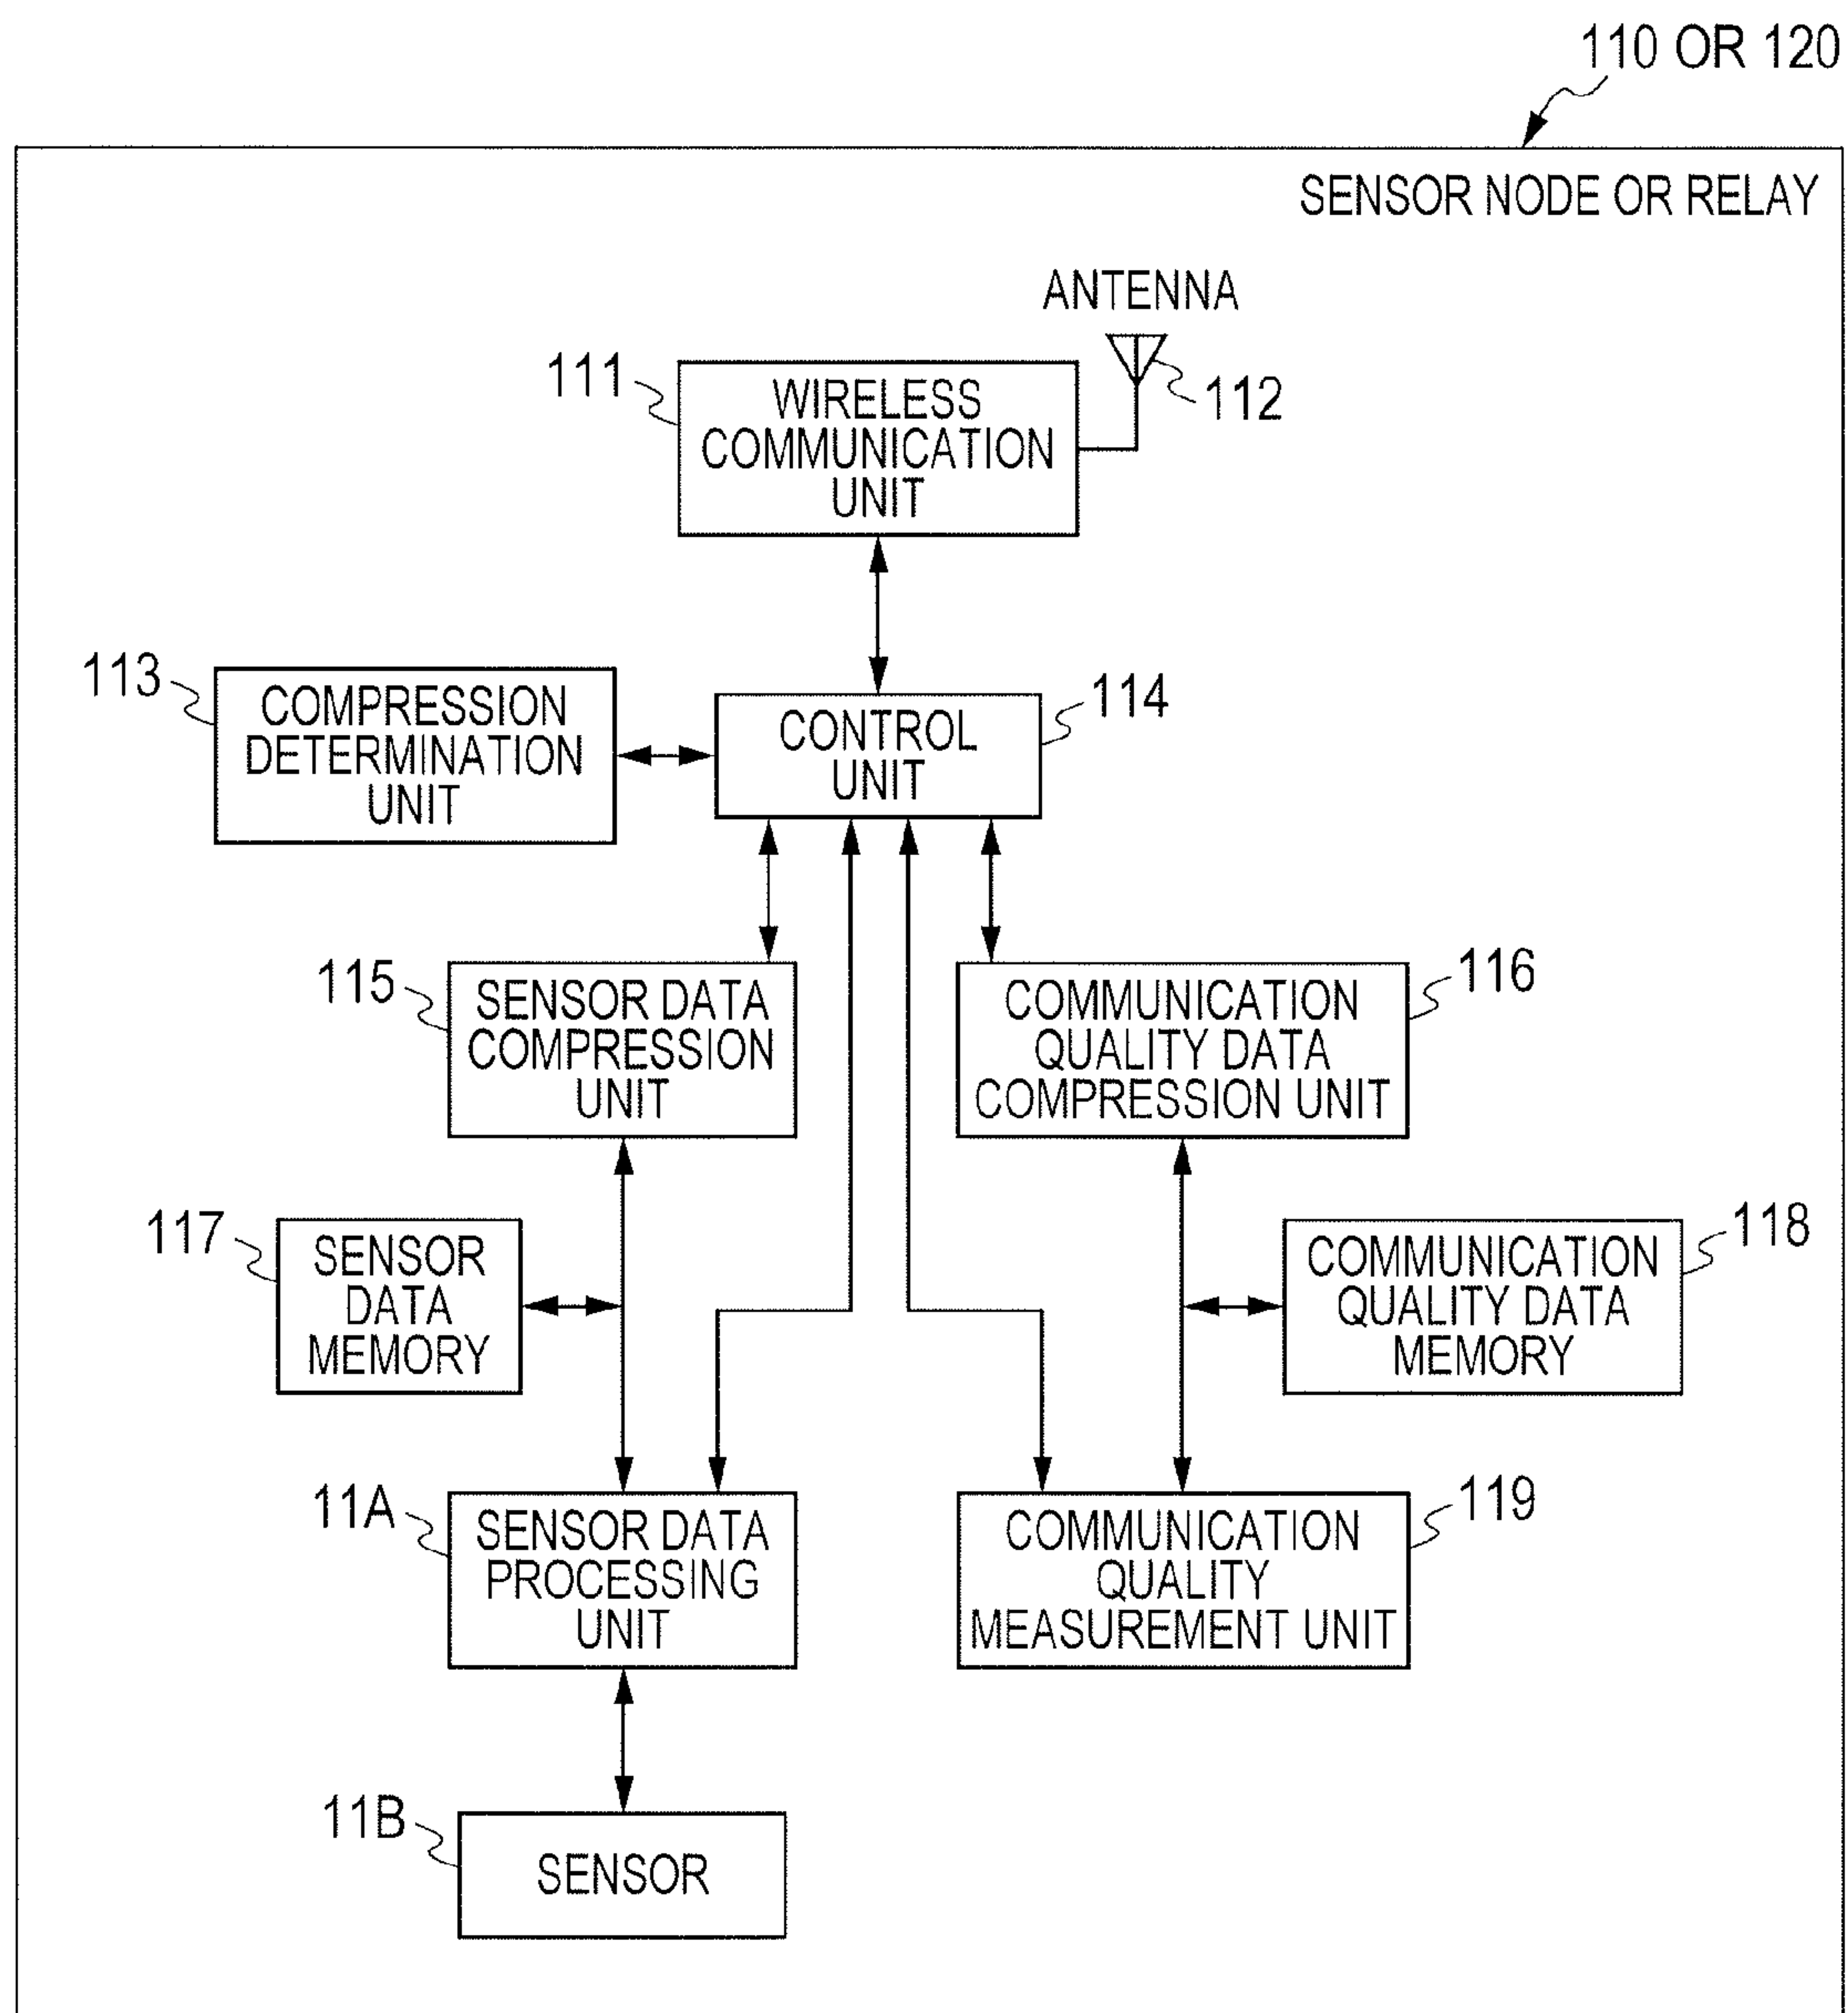 110 OR 120
SENSOR NODE OR RELAY
ANTENNA
111
WIRELESS
COMMUNICATION
UNIT
112
113
COMPRESSION
DETERMINATION
UNIT
CONTROL
UNIT
114
115
SENSOR DATA
COMPRESSION
UNIT
COMMUNICATION
QUALITY DATA
COMPRESSION UNIT
116
117
SENSOR
DATA
MEMORY
COMMUNICATION
QUALITY DATA
MEMORY
118
11A
SENSOR DATA
PROCESSING
UNIT
COMMUNICATION
QUALITY
MEASUREMENT UNIT
119
11B
SENSOR